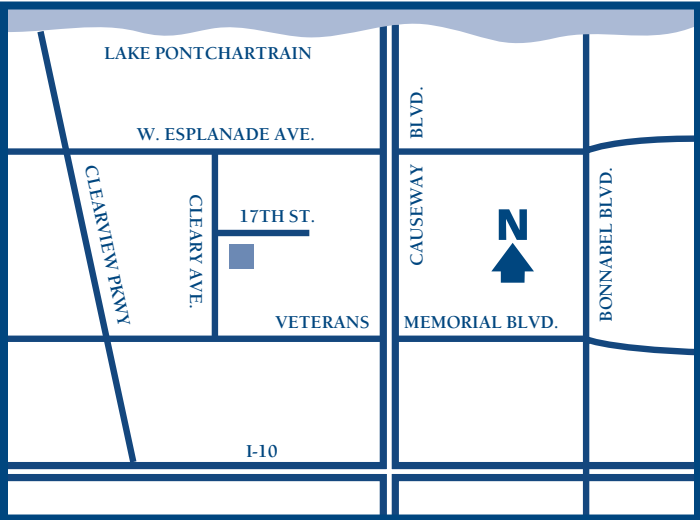 LAKE PONTCHARTRAIN
W. ESPLANADE AVE.
CAUSEWAY BLVD.
CLEARVIEW PKWY
CLEARY AVE.
17TH ST.
N
BONNABEL BLVD.
VETERANS MEMORIAL BLVD.
I-10